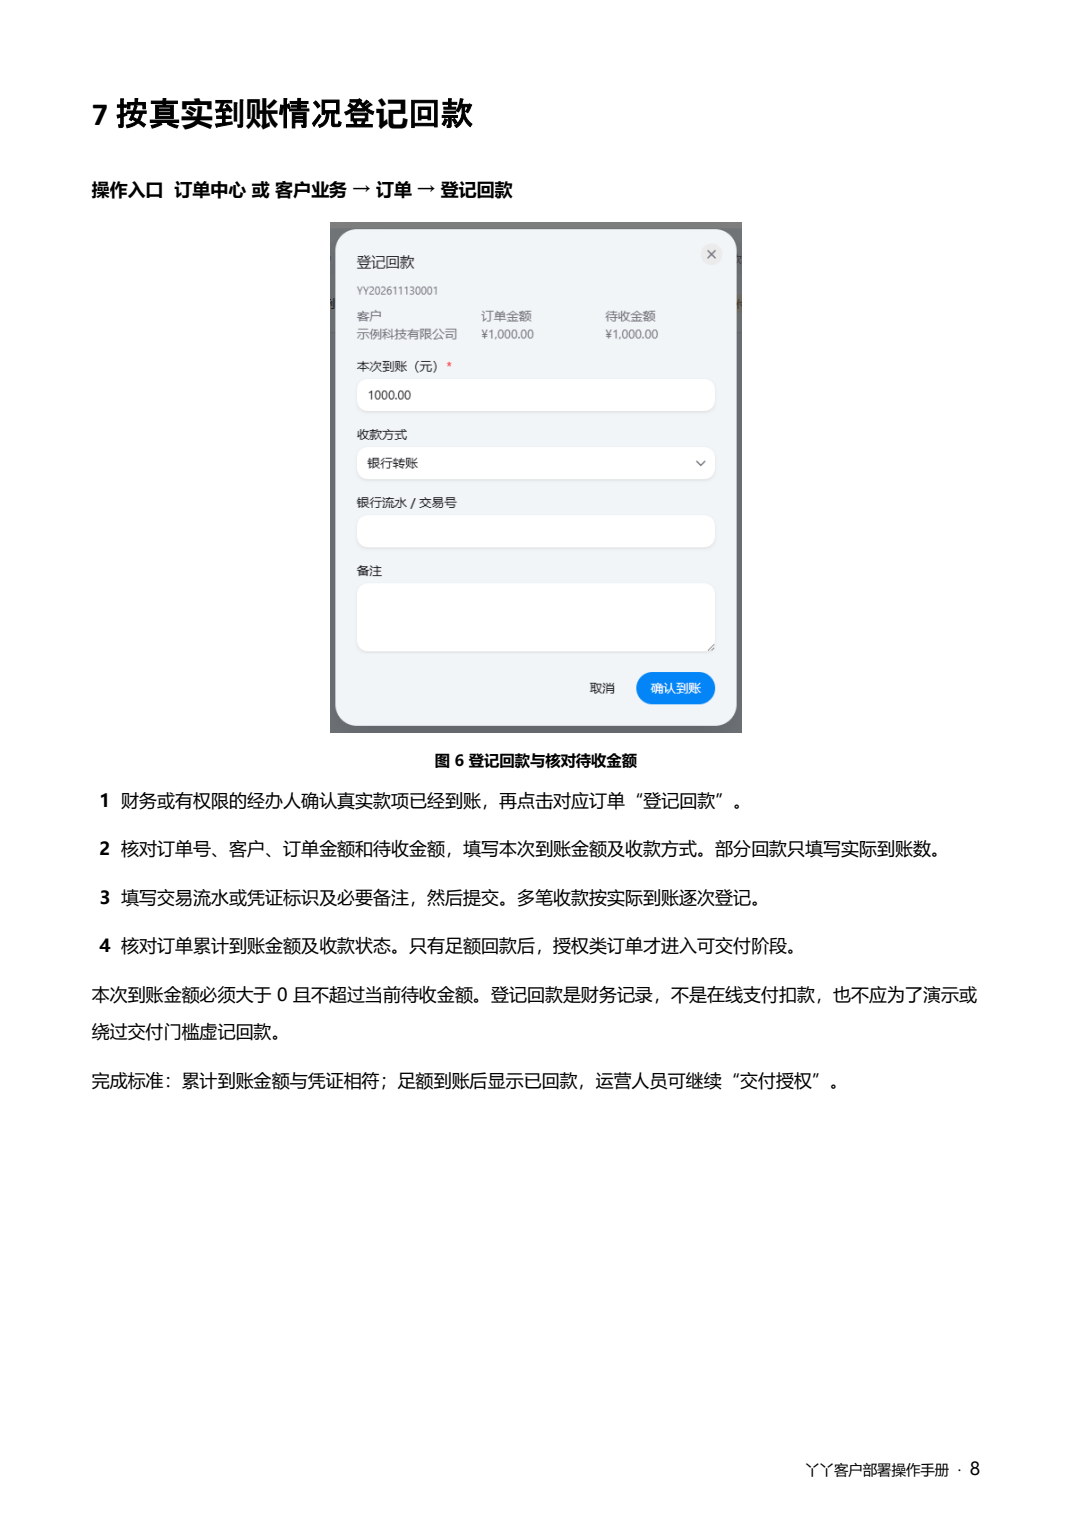 7 按真实到账情况登记回款
操作入口 订单中心 或 客户业务 → 订单 → 登记回款
登记回款
YY202611130001
客户 订单金额 待收金额
示例科技有限公司 ¥1,000.00 ¥1,000.00
本次到账（元）*
1000.00
收款方式
银行转账
银行流水 / 交易号
备注
取消 确认到账
图 6 登记回款与核对待收金额
1 财务或有权限的经办人确认真实款项已经到账，再点击对应订单“登记回款”。
2 核对订单号、客户、订单金额和待收金额，填写本次到账金额及收款方式。部分回款只填写实际到账数。
3 填写交易流水或凭证标识及必要备注，然后提交。多笔收款按实际到账逐次登记。
4 核对订单累计到账金额及收款状态。只有足额回款后，授权类订单才进入可交付阶段。
本次到账金额必须大于 0 且不超过当前待收金额。登记回款是财务记录，不是在线支付扣款，也不应为了演示或
绕过交付门槛虚记回款。
完成标准：累计到账金额与凭证相符；足额到账后显示已回款，运营人员可继续“交付授权”。
丫丫客户部署操作手册 · 8